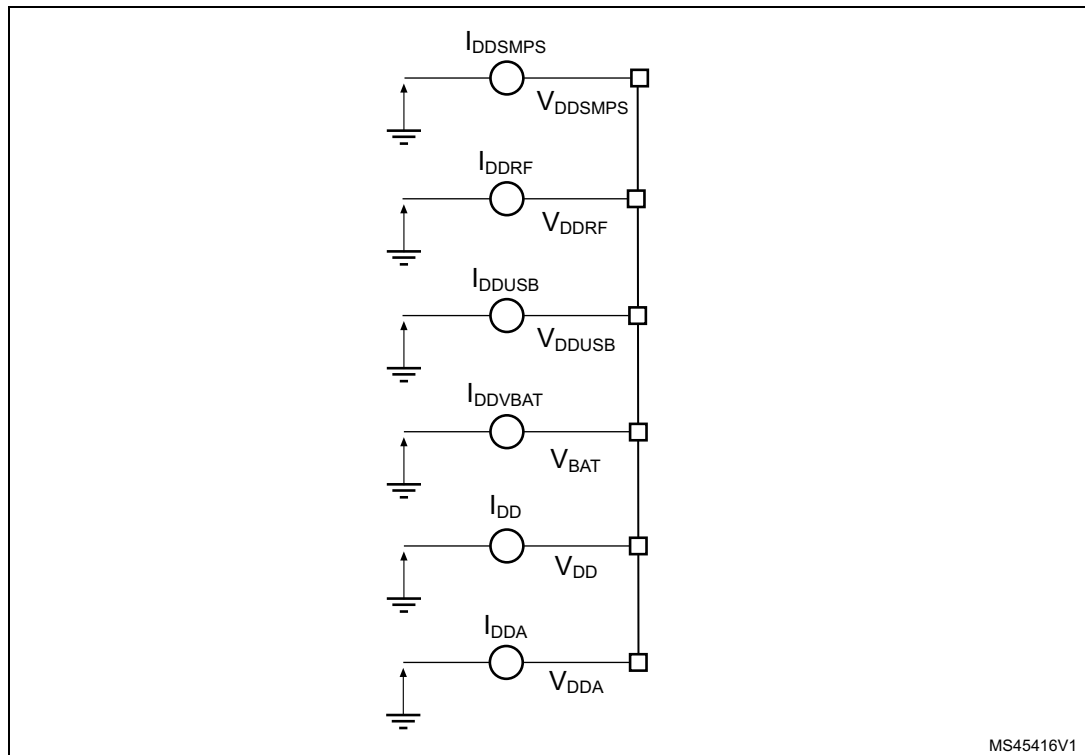 IDDSMPS
VDDSMPS
IDDRF
VDDRF
IDDUSB
VDDUSB
IDDVBAT
VBAT
IDD
VDD
IDDA
VDDA
MS45416V1